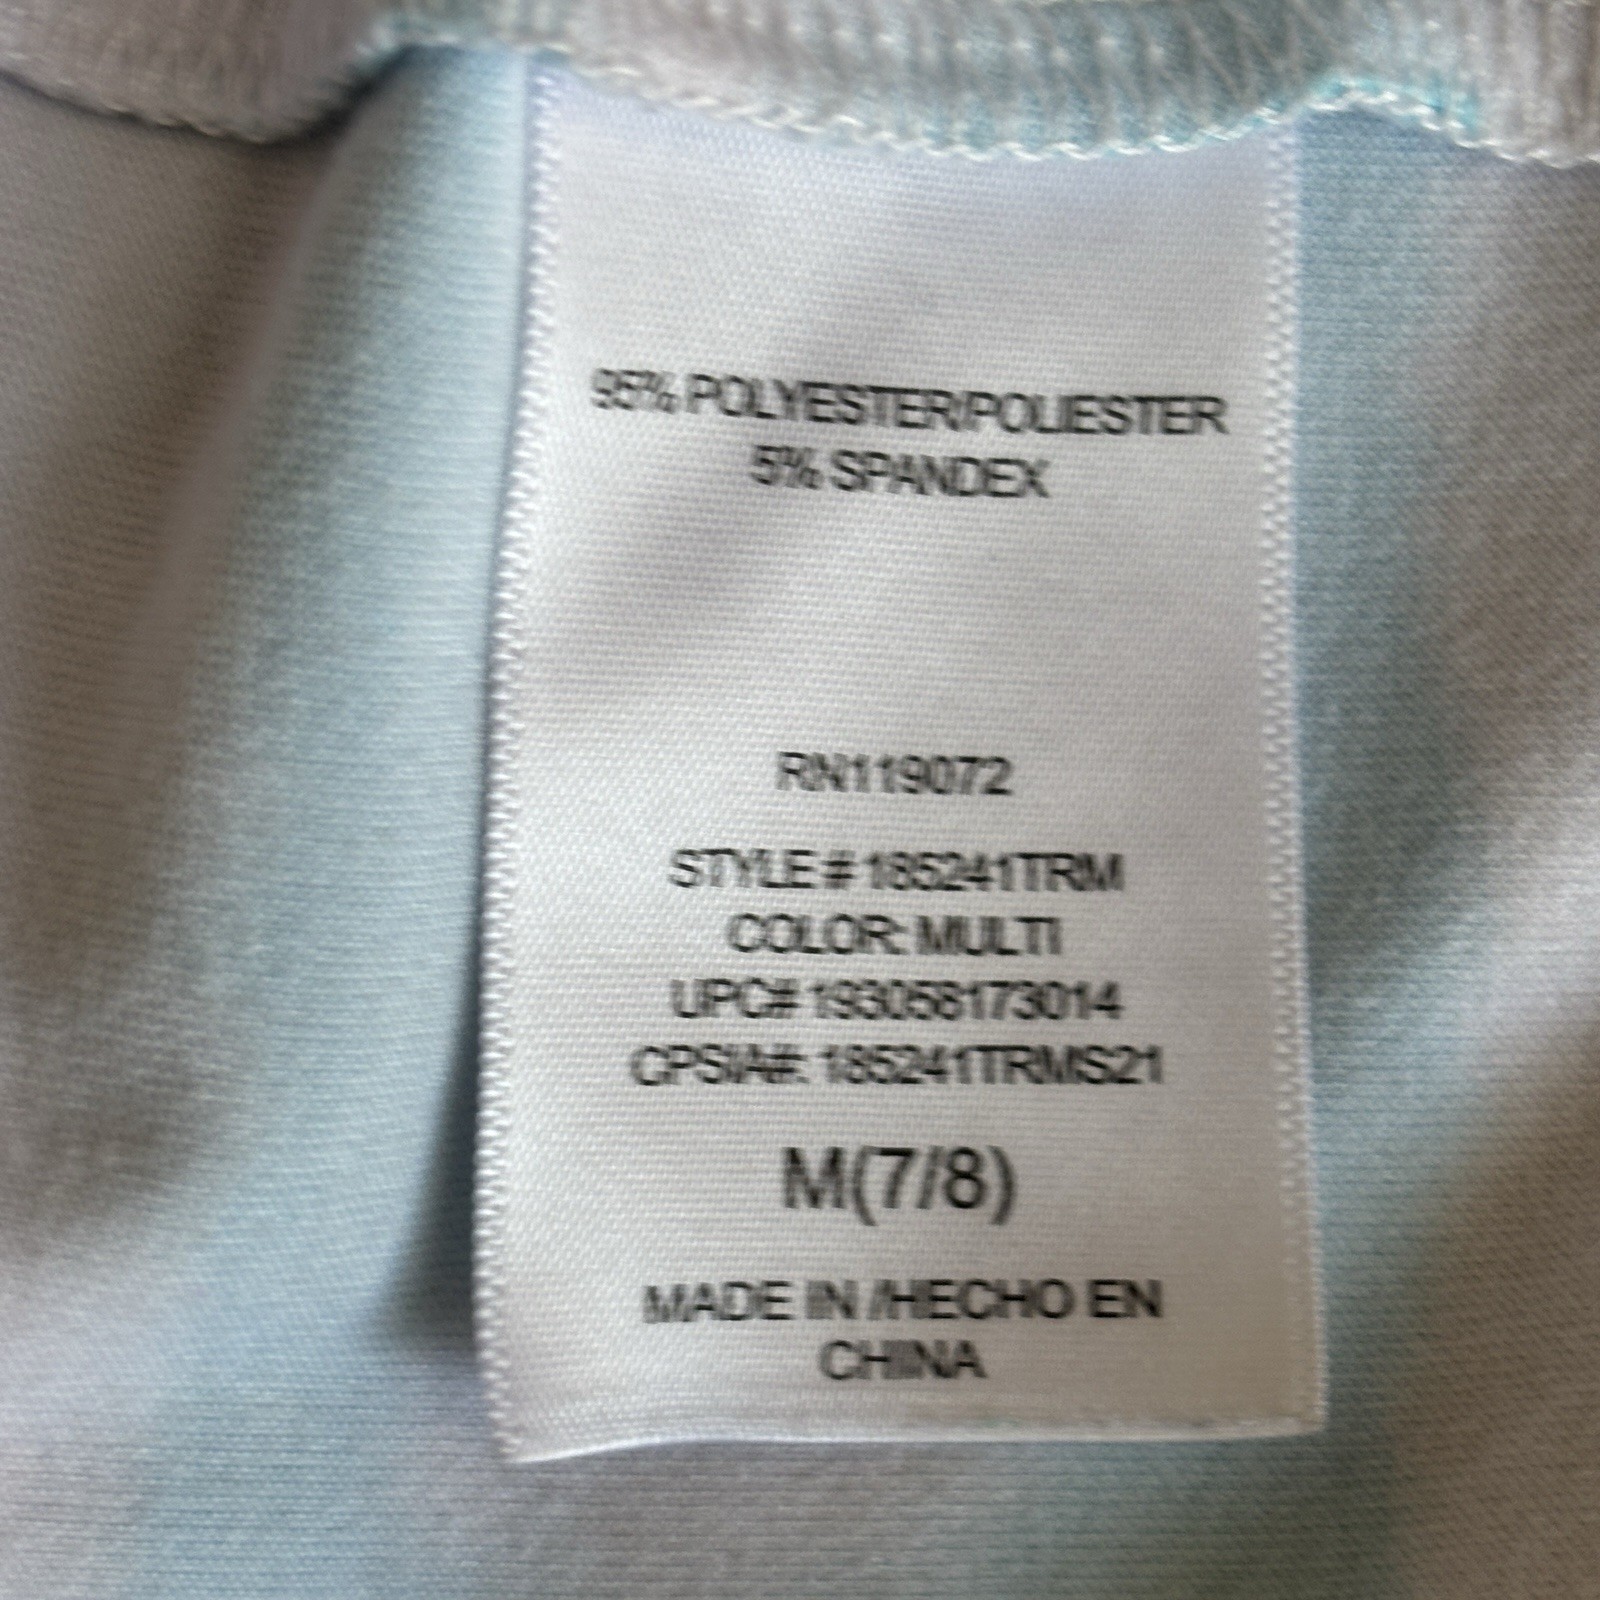 95% POLYESTER/POLIESTER
5% SPANDEX
RN119072
STYLE # 185241TRM
COLOR: MULTI
UPC# 193058173014
CPSIA#: 185241TRMS21
M(7/8)
MADE IN /HECHO EN
CHINA